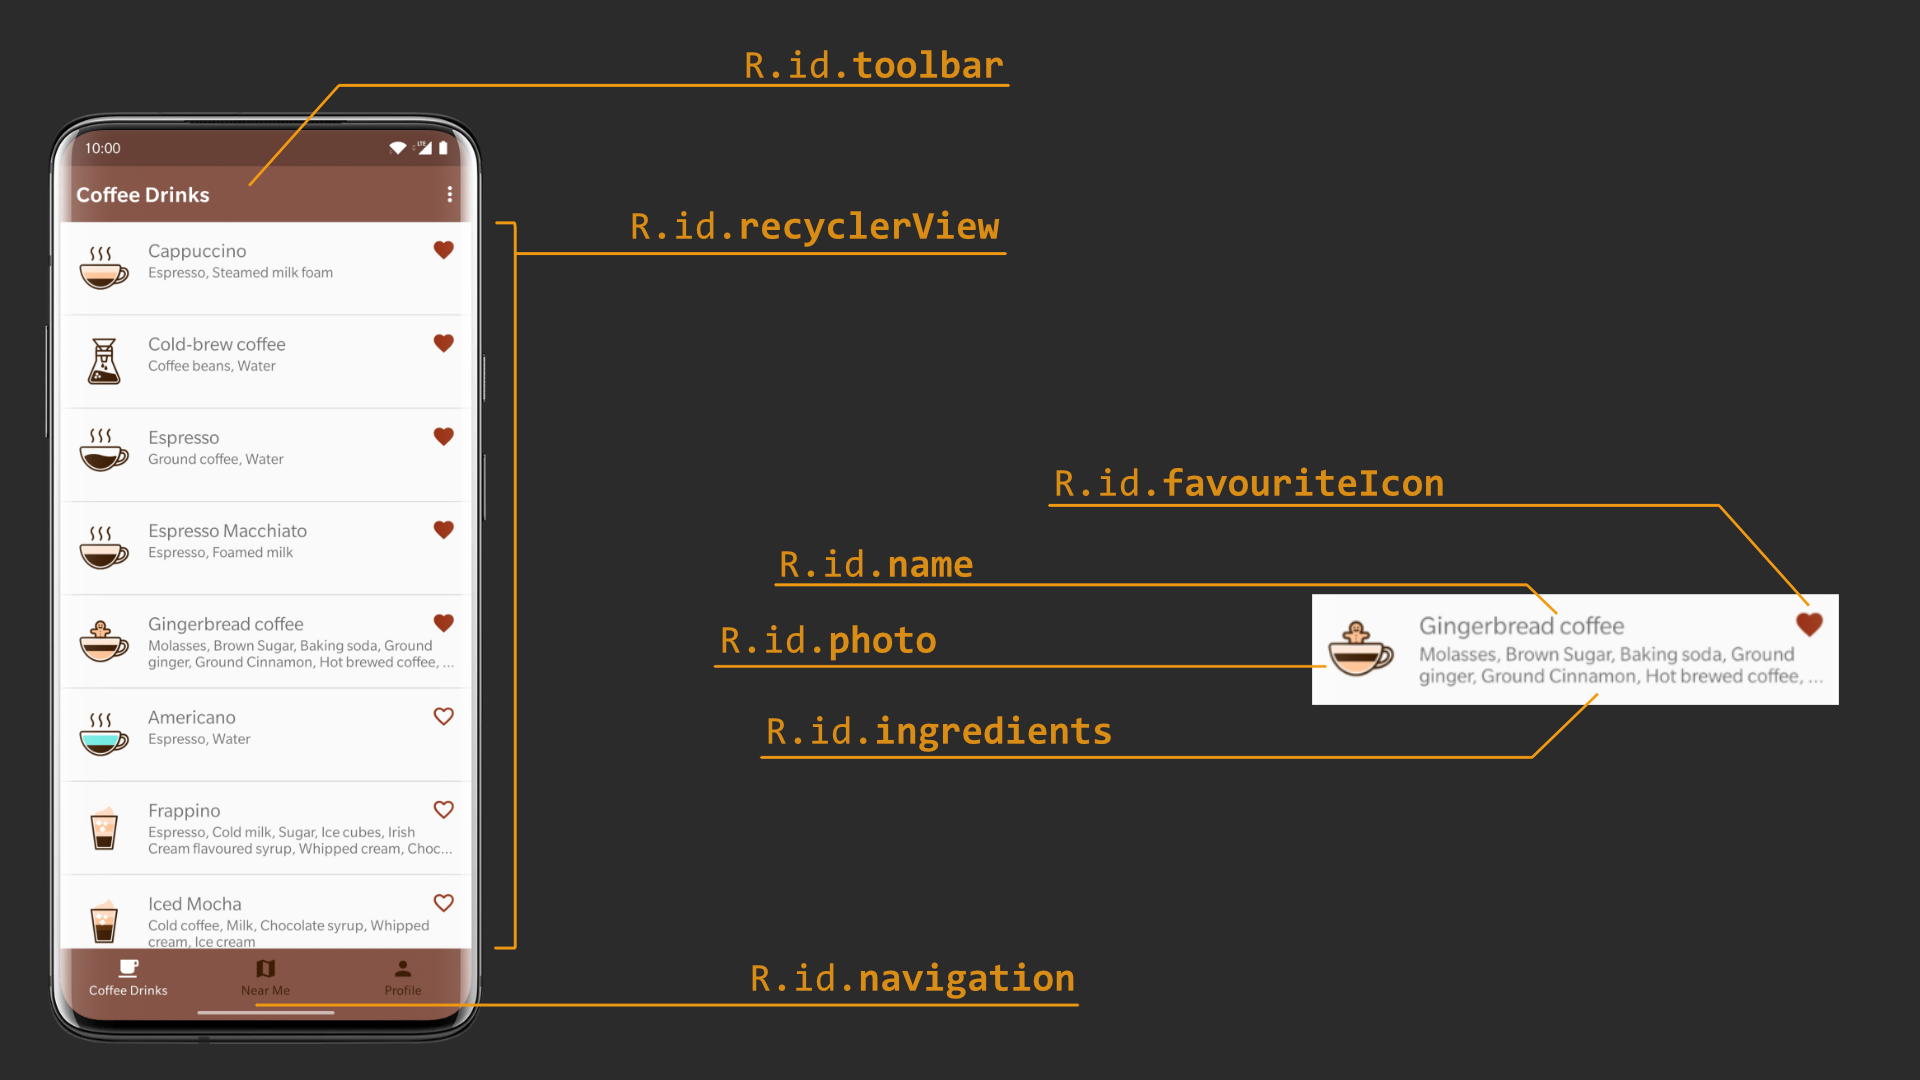 R.id.toolbar
10:00
LTE
Coffee Drinks
R.id.recyclerView
Cappuccino
Espresso, Steamed milk foam
Cold-brew coffee
Coffee beans, Water
Espresso
Ground coffee, Water
Espresso Macchiato
Espresso, Foamed milk
Gingerbread coffee
Molasses, Brown Sugar, Baking soda, Ground
ginger, Ground Cinnamon, Hot brewed coffee, ...
Americano
Espresso, Water
Frappino
Espresso, Cold milk, Sugar, Ice cubes, Irish
Cream flavoured syrup, Whipped cream, Choc...
Iced Mocha
Cold coffee, Milk, Chocolate syrup, Whipped
cream, Ice cream
Coffee Drinks
Near Me
Profile
R.id.favouriteIcon
R.id.name
R.id.photo
Gingerbread coffee
Molasses, Brown Sugar, Baking soda, Ground
ginger, Ground Cinnamon, Hot brewed coffee, ...
R.id.ingredients
R.id.navigation